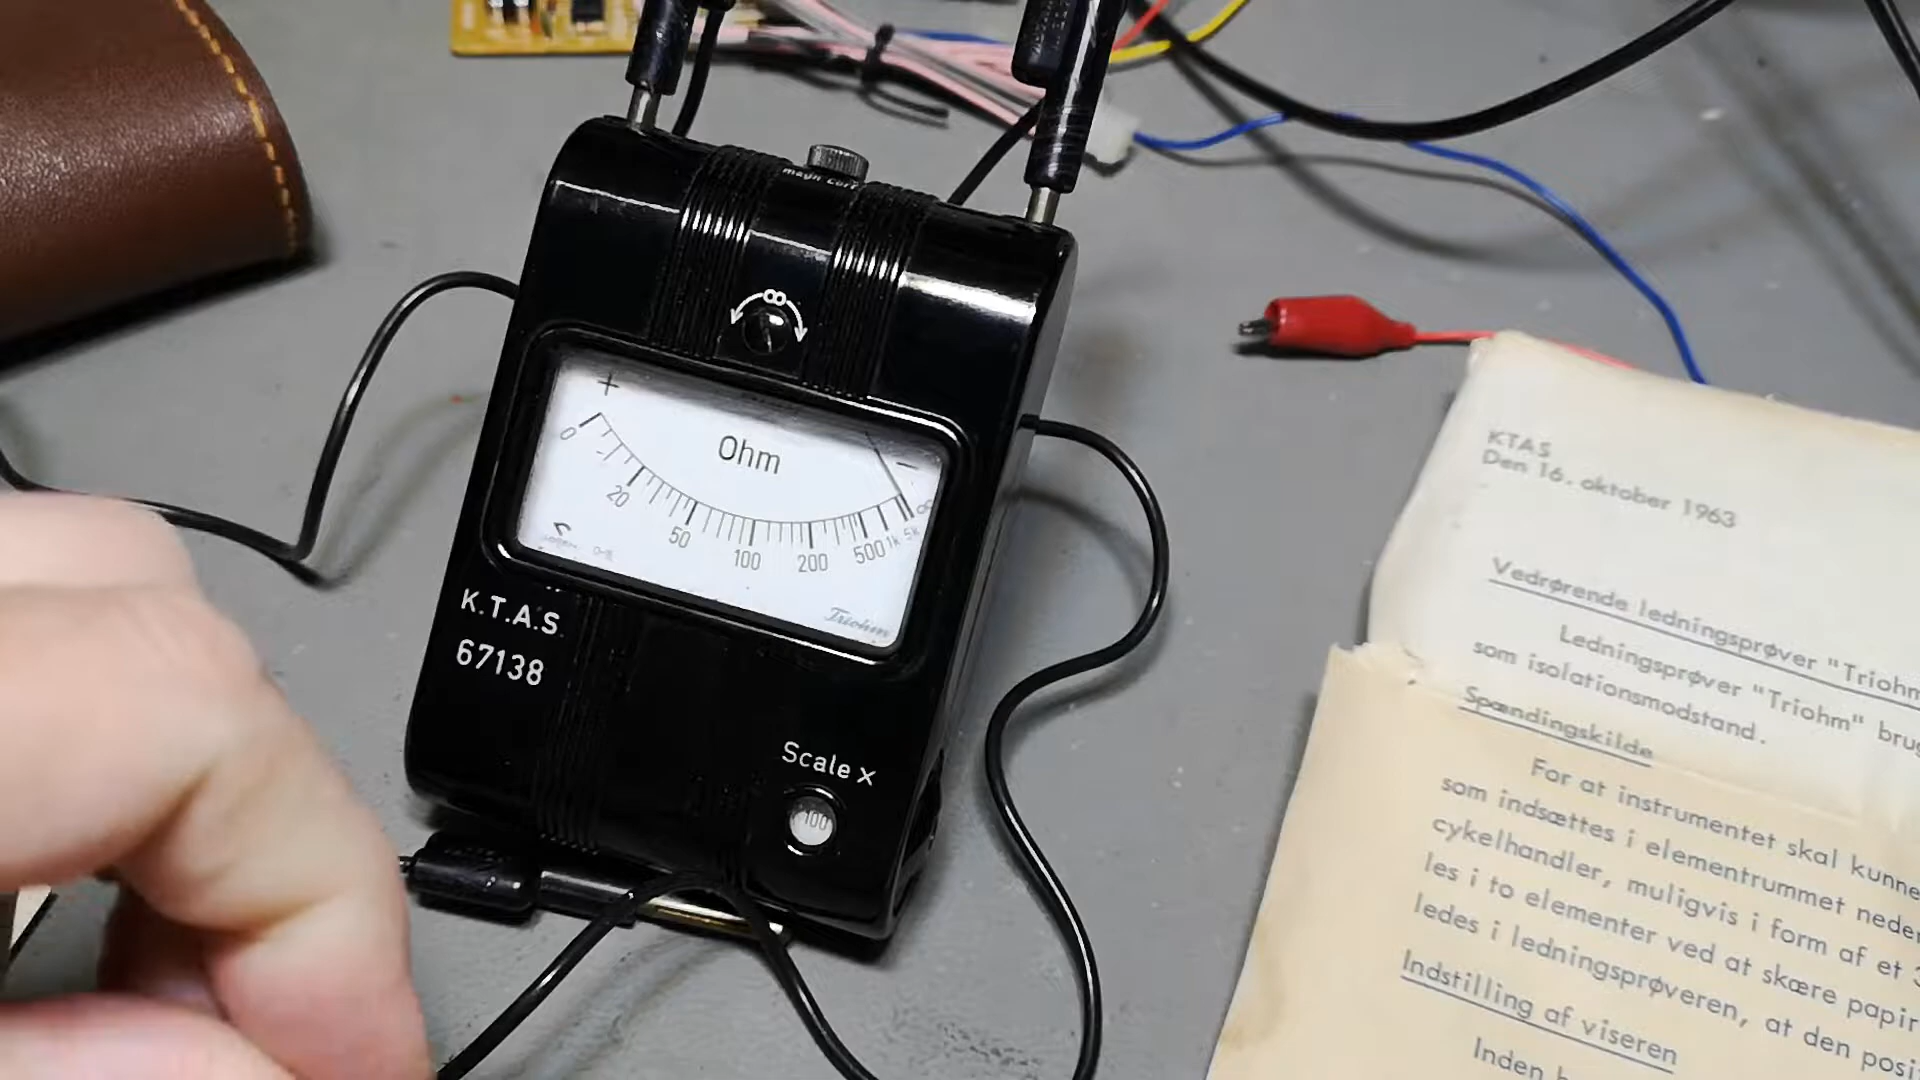 magn corr
∞
+
−
Ohm
0
20
50
100
200
500
1k
5k
∞
Triohm
K.T.A.S.
67138
Scale x
100
KTAS
Den 16. oktober 1963
Vedrørende ledningsprøver "Triohm
Ledningsprøver "Triohm" brug
som isolationsmodstand.
Spændingskilde
For at instrumentet skal kunne
som indsættes i elementrummet neder
cykelhandler, muligvis i form af et 3
les i to elementer ved at skære papir
ledes i ledningsprøveren, at den posi
Indstilling af viseren
Inden